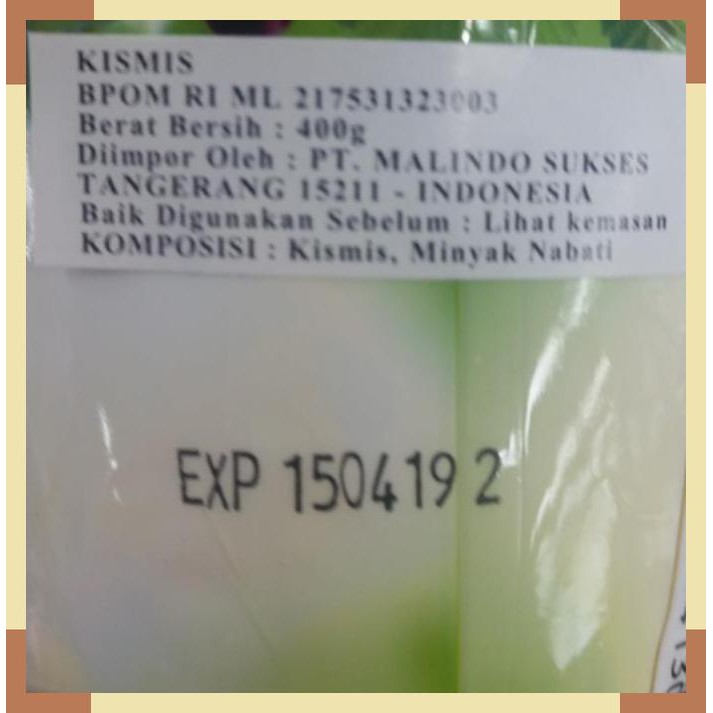 KISMIS
BPOM RI ML 217531323003
Berat Bersih : 400g
Diimpor Oleh : PT. MALINDO SUKSES
TANGERANG 15211 - INDONESIA
Baik Digunakan Sebelum : Lihat kemasan
KOMPOSISI : Kismis, Minyak Nabati
EXP 150419 2